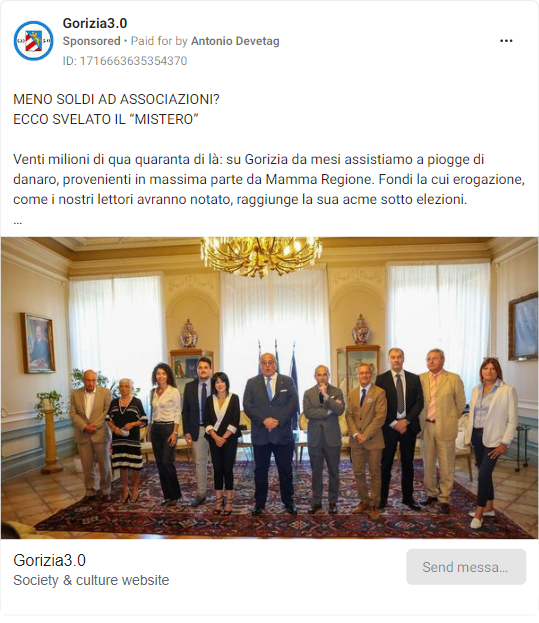 Gorizia3.0
Sponsored • Paid for by Antonio Devetag
ID: 1716663635354370
MENO SOLDI AD ASSOCIAZIONI?
ECCO SVELATO IL “MISTERO”
Venti milioni di qua quaranta di là: su Gorizia da mesi assistiamo a piogge di
danaro, provenienti in massima parte da Mamma Regione. Fondi la cui erogazione,
come i nostri lettori avranno notato, raggiunge la sua acme sotto elezioni.
...
Gorizia3.0
Society & culture website
Send messa...